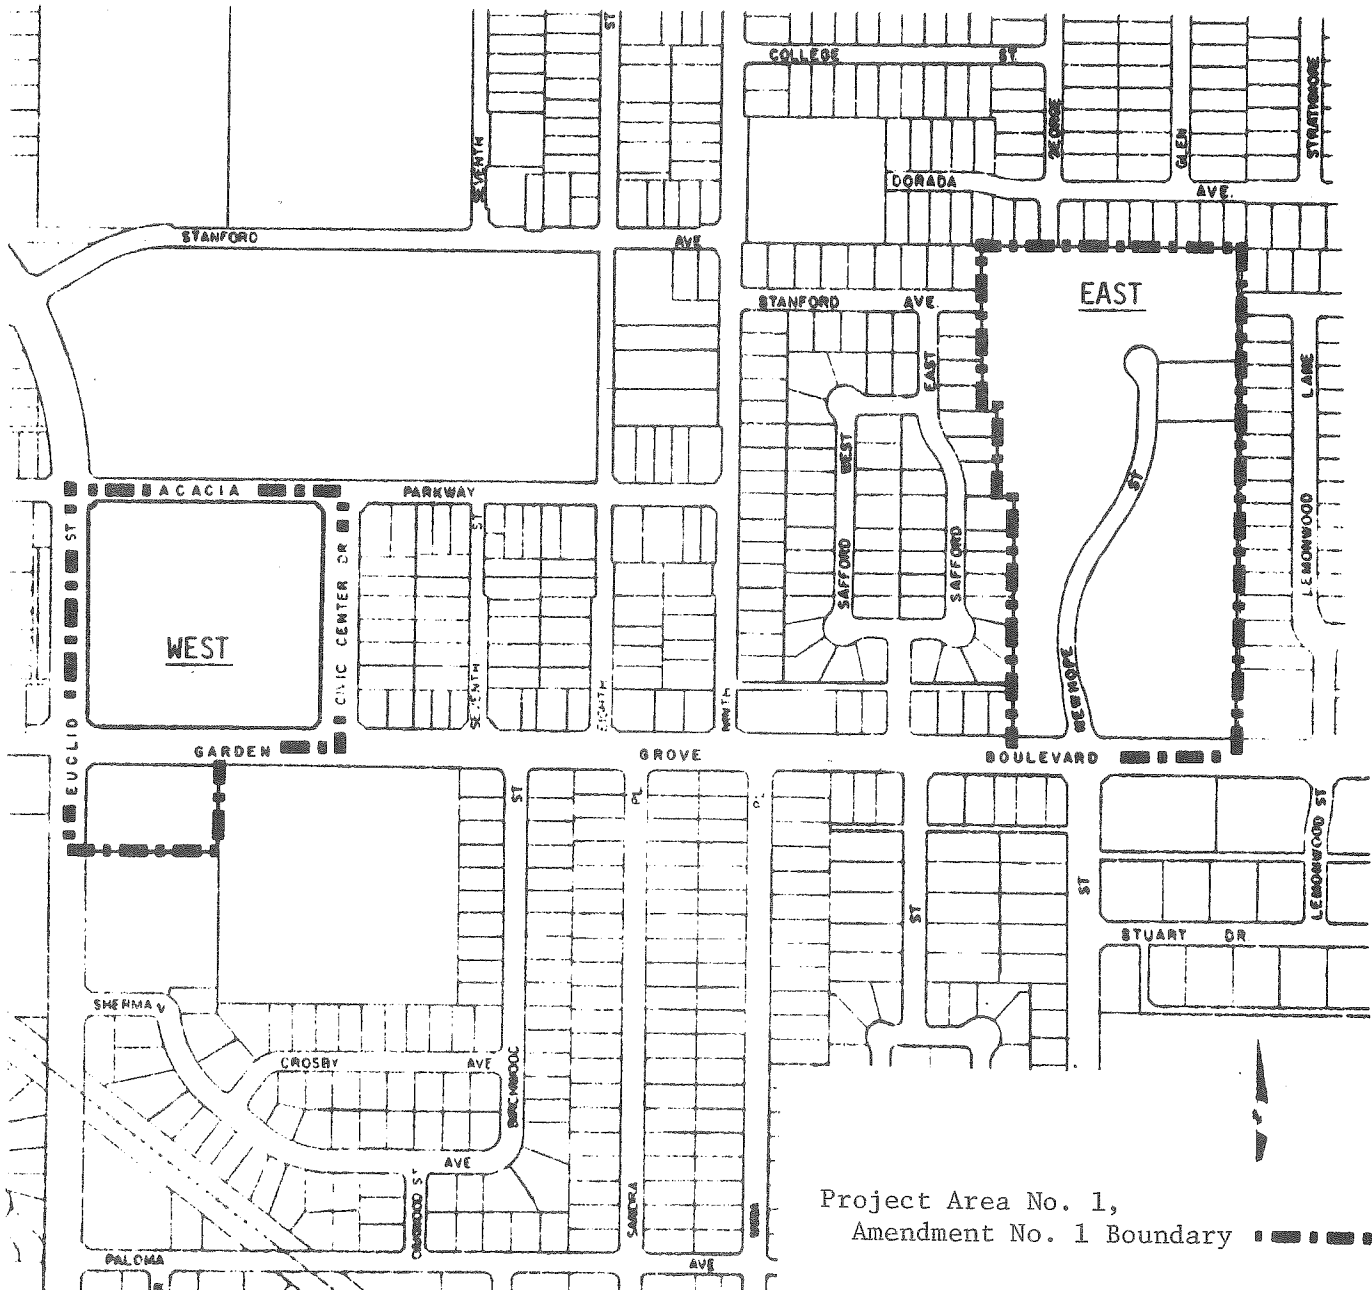 ST
COLLEGE ST.
SEVENTH
GLEN
STRATHMORE
DORADA
AVE.
STANFORD
AVE
EAST
STANFORD AVE.
EAST
LANE
WEST
ACACIA
PARKWAY
ST
ST
ST
LEMONWOOD
SAFFORD
SAFFORD
CIVIC CENTER DR
WEST
SEVENTH
EIGHTH
NINTH
NEWHOPE
EUCLID
GARDEN
GROVE
BOULEVARD
ST
PL
PL
LEMONWOOD ST
ST
ST
STUART DR
CROSBY
AVE
BIRCHWOOD
AVE
OAKWOOD ST
SANDRA
PALOMA
AVE
Project Area No. 1,
Amendment No. 1 Boundary